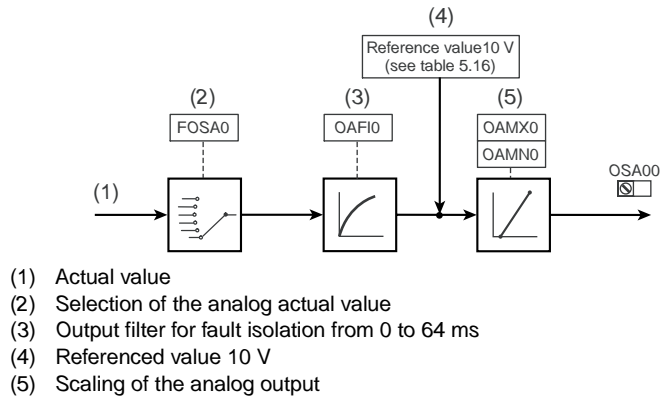 (4)
Reference value10 V
(see table 5.16)
(2)
(3)
(5)
FOSA0
OAFI0
OAMX0
OAMN0
OSA00
(1)
(1) Actual value
(2) Selection of the analog actual value
(3) Output filter for fault isolation from 0 to 64 ms
(4) Referenced value 10 V
(5) Scaling of the analog output